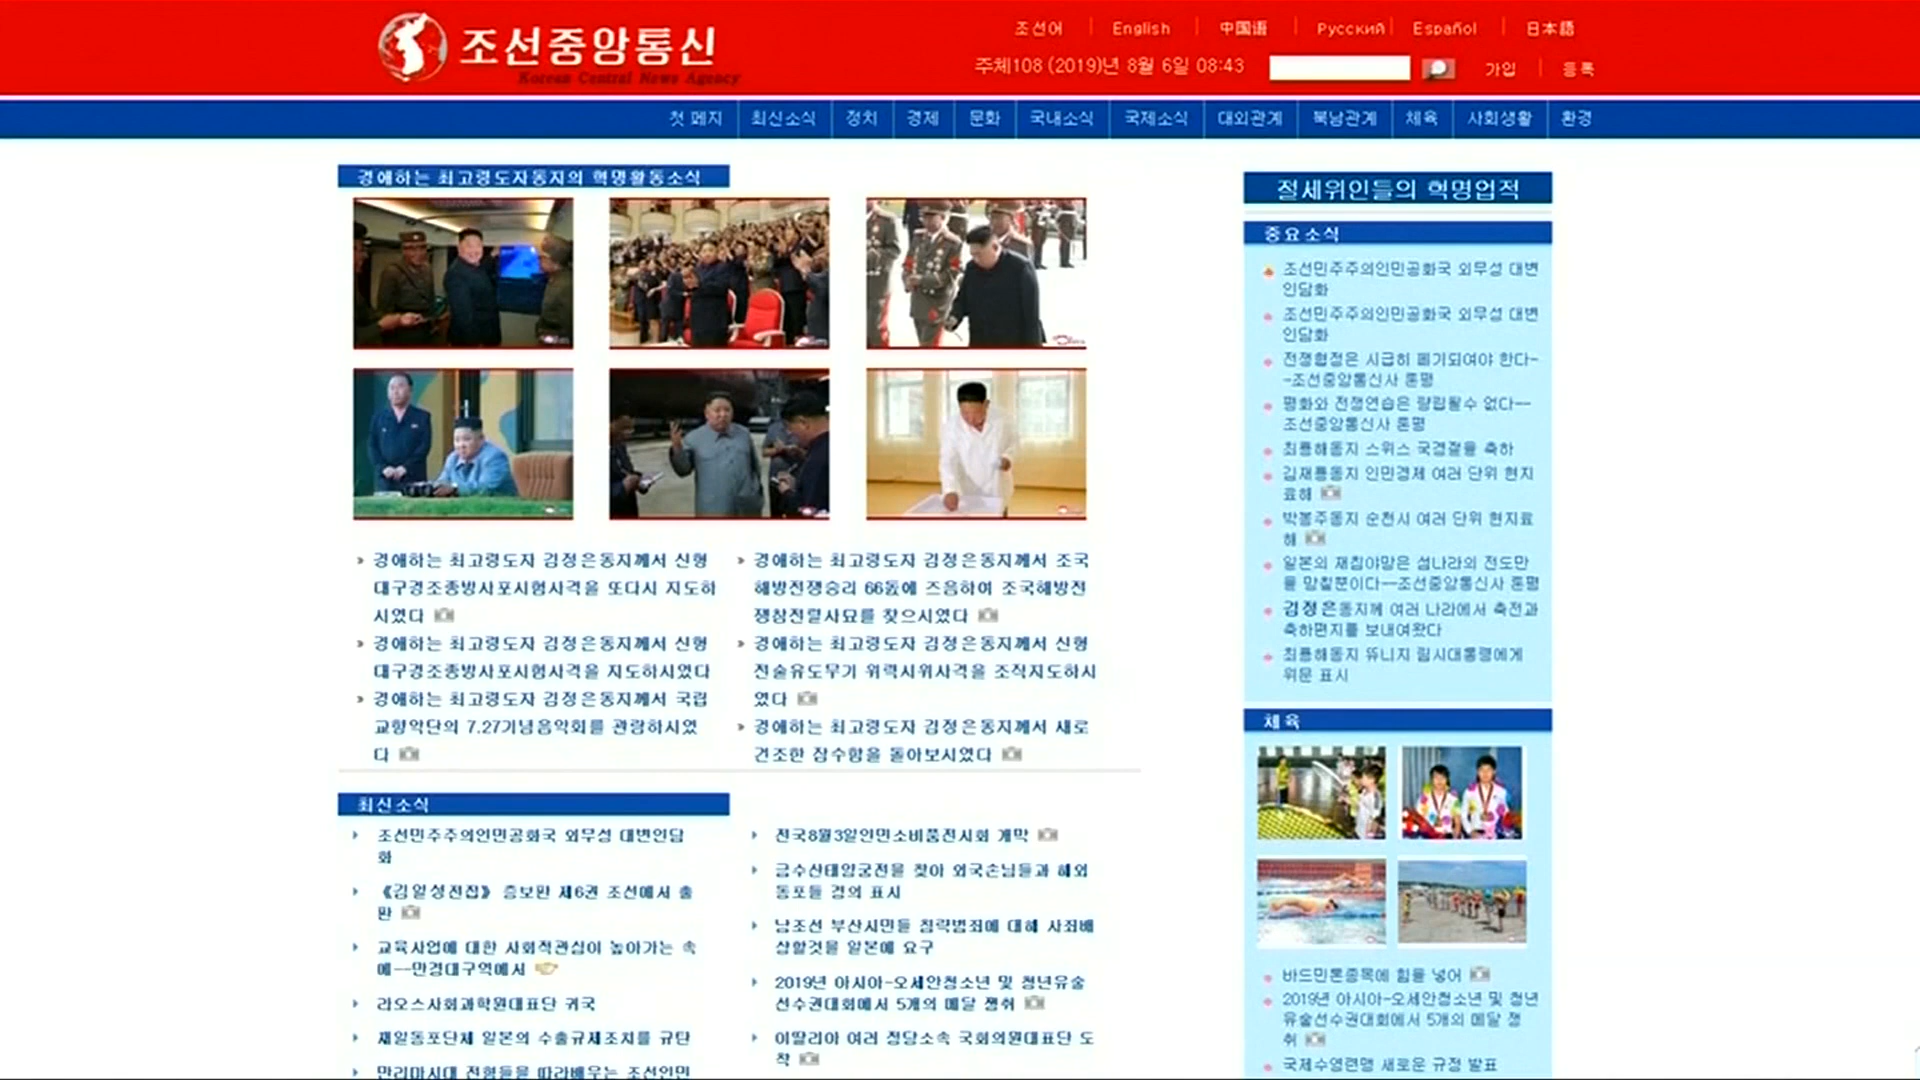 조선중앙통신
Korean Central News Agency
조선어 English 中国语 Русский Español 日本語
주체108 (2019)년 8월 6일 08:43
가입 등록
첫 페지 최신소식 정치 경제 문화 국내소식 국제소식 대외관계 북남관계 체육 사회생활 환경
경애하는 최고령도자동지의 혁명활동소식
» 경애하는 최고령도자 김정은동지께서 신형
대구경조종방사포시험사격을 또다시 지도하
시였다
» 경애하는 최고령도자 김정은동지께서 신형
대구경조종방사포시험사격을 지도하시였다
» 경애하는 최고령도자 김정은동지께서 국립
교향악단의 7.27기념음악회를 관람하시였
다
» 경애하는 최고령도자 김정은동지께서 조국
해방전쟁승리 66돐에 즈음하여 조국해방전
쟁참전렬사묘를 찾으시였다
» 경애하는 최고령도자 김정은동지께서 신형
전술유도무기 위력시위사격을 조직지도하시
였다
» 경애하는 최고령도자 김정은동지께서 새로
건조한 잠수함을 돌아보시였다
최신소식
조선민주주의인민공화국 외무성 대변인담
화
《김일성전집》 증보판 제6권 조선에서 출
판
교육사업에 대한 사회적관심이 높아가는 속
에--만경대구역에서
라오스사회과학원대표단 귀국
재일동포단체 일본의 수출규제조치를 규탄
만리마시대 전형들을 따라배우는 조선인민
전국8월3일인민소비품전시회 개막
금수산태양궁전을 찾아 외국손님들과 해외
동포들 경의 표시
남조선 부산시민들 침략범죄에 대해 사죄배
상할것을 일본에 요구
2019년 아시아-오세안청소년 및 청년유술
선수권대회에서 5개의 메달 쟁취
이딸리아 여러 정당소속 국회의원대표단 도
착
절세위인들의 혁명업적
중요소식
조선민주주의인민공화국 외무성 대변
인담화
조선민주주의인민공화국 외무성 대변
인담화
전쟁협정은 시급히 페기되여야 한다-
-조선중앙통신사 론평
평화와 전쟁연습은 량립될수 없다--
조선중앙통신사 론평
최룡해동지 스위스 국경절을 축하
김재룡동지 인민경제 여러 단위 현지
료해
박봉주동지 순천시 여러 단위 현지료
해
일본의 재침야망은 섬나라의 전도만
을 망칠뿐이다--조선중앙통신사 론평
김정은동지께 여러 나라에서 축전과
축하편지를 보내여왔다
최룡해동지 뜌니지 림시대통령에게
위문 표시
체육
바드민톤종목에 힘을 넣어
2019년 아시아-오세안청소년 및 청년
유술선수권대회에서 5개의 메달 쟁
취
국제수영련맹 새로운 규정 발표